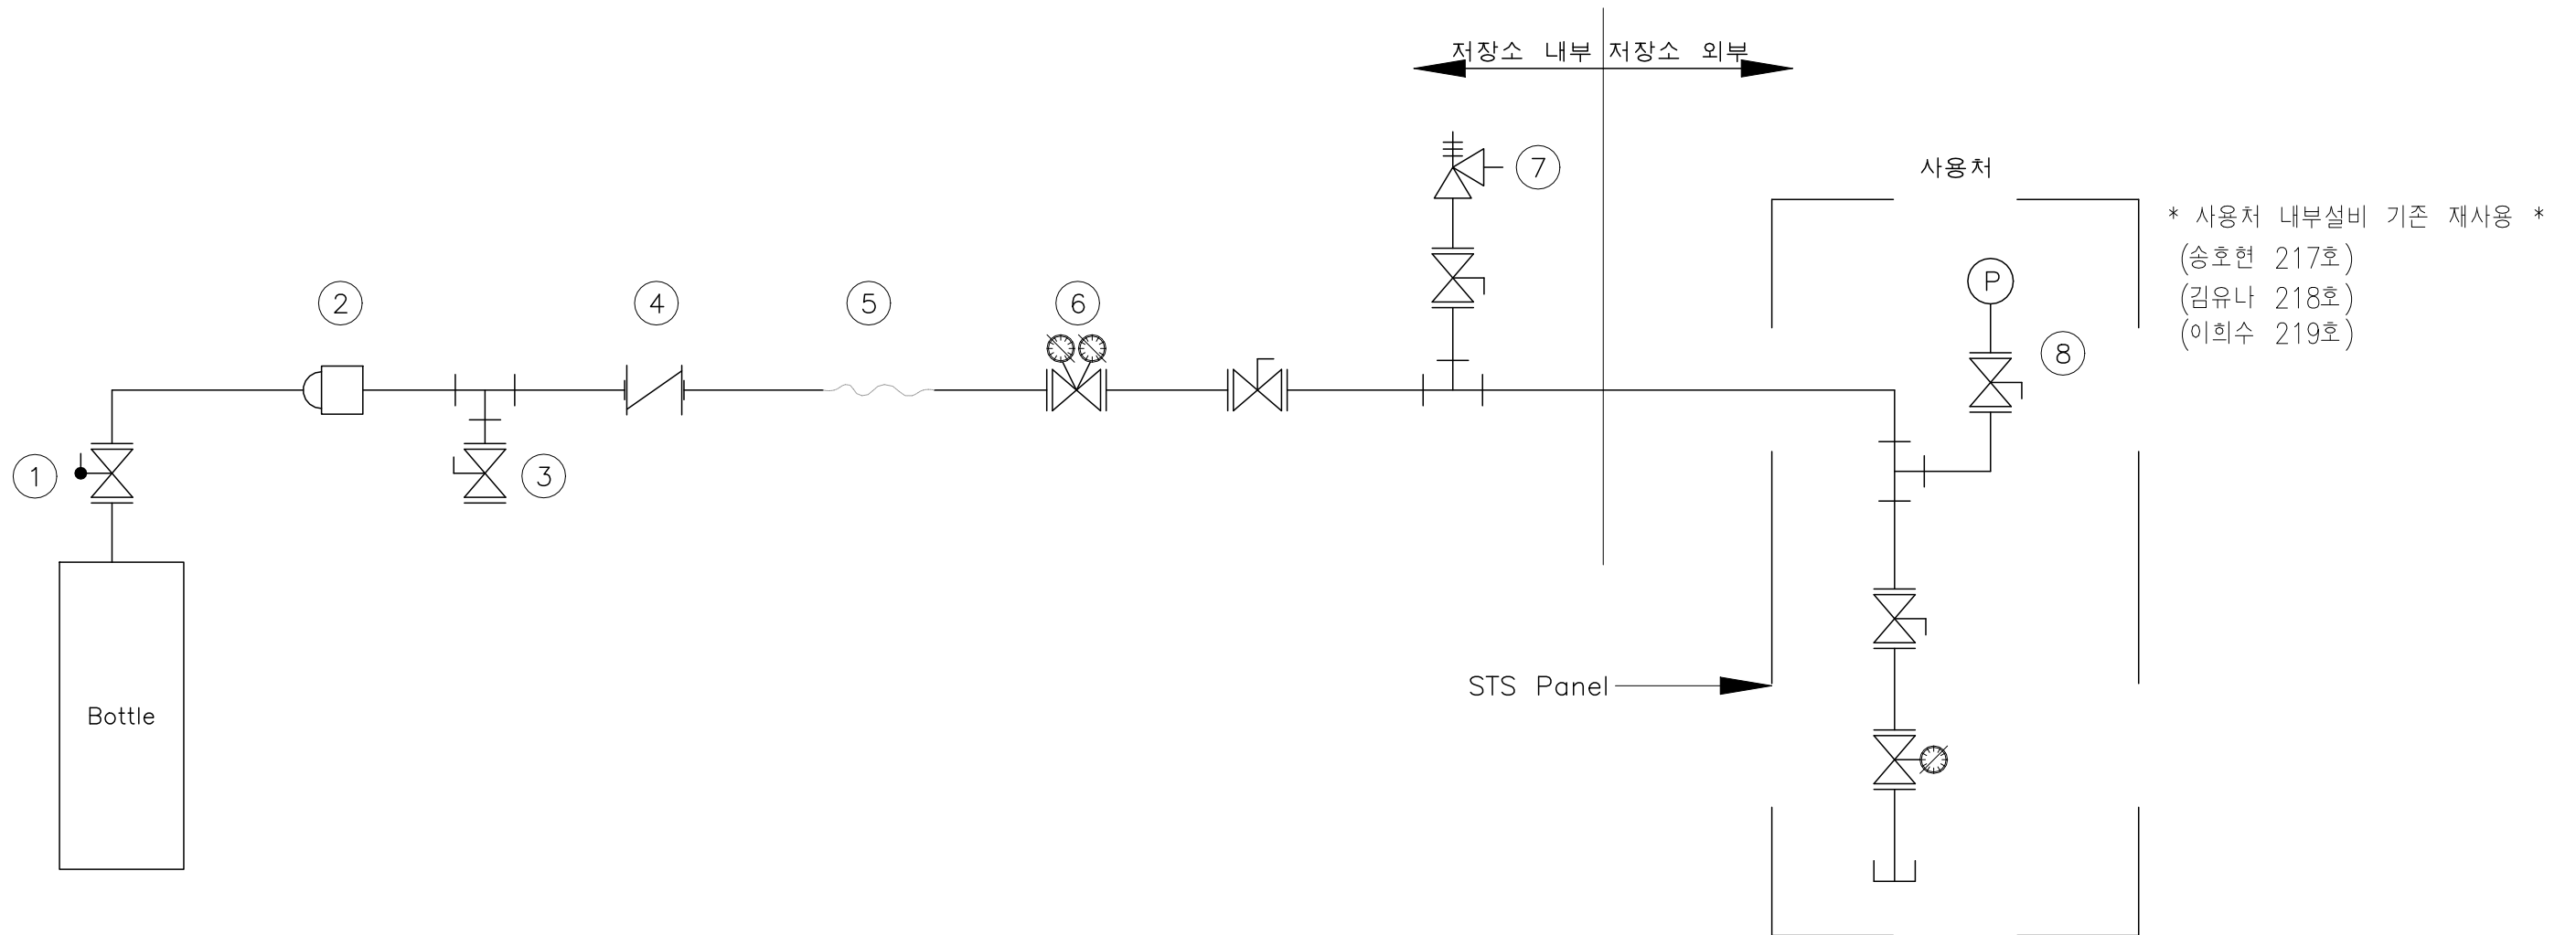 저장소 내부 저장소 외부
7
사용처
* 사용처 내부설비 기존 재사용 *
(송호현 217호)
(김유나 218호)
(이희수 219호)
P
2
4
5
6
8
1
3
STS Panel
Bottle